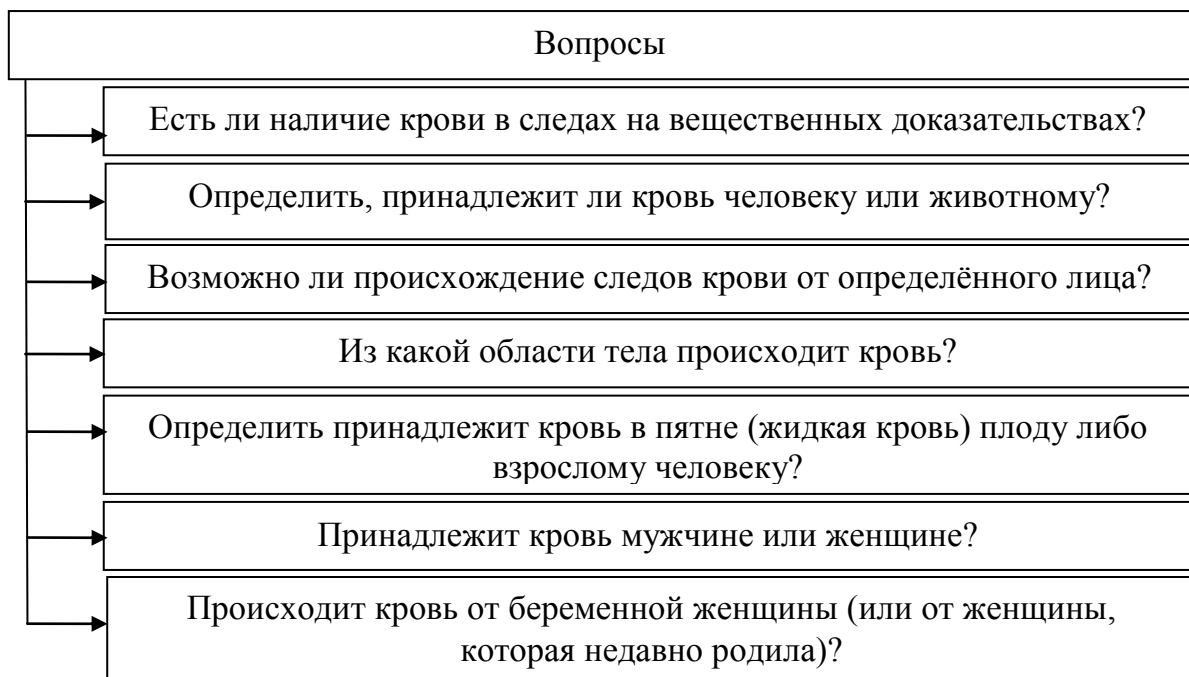 Вопросы
Есть ли наличие крови в следах на вещественных доказательствах?
Определить, принадлежит ли кровь человеку или животному?
Возможно ли происхождение следов крови от определённого лица?
Из какой области тела происходит кровь?
Определить принадлежит кровь в пятне (жидкая кровь) плоду либо
взрослому человеку?
Принадлежит кровь мужчине или женщине?
Происходит кровь от беременной женщины (или от женщины,
которая недавно родила)?